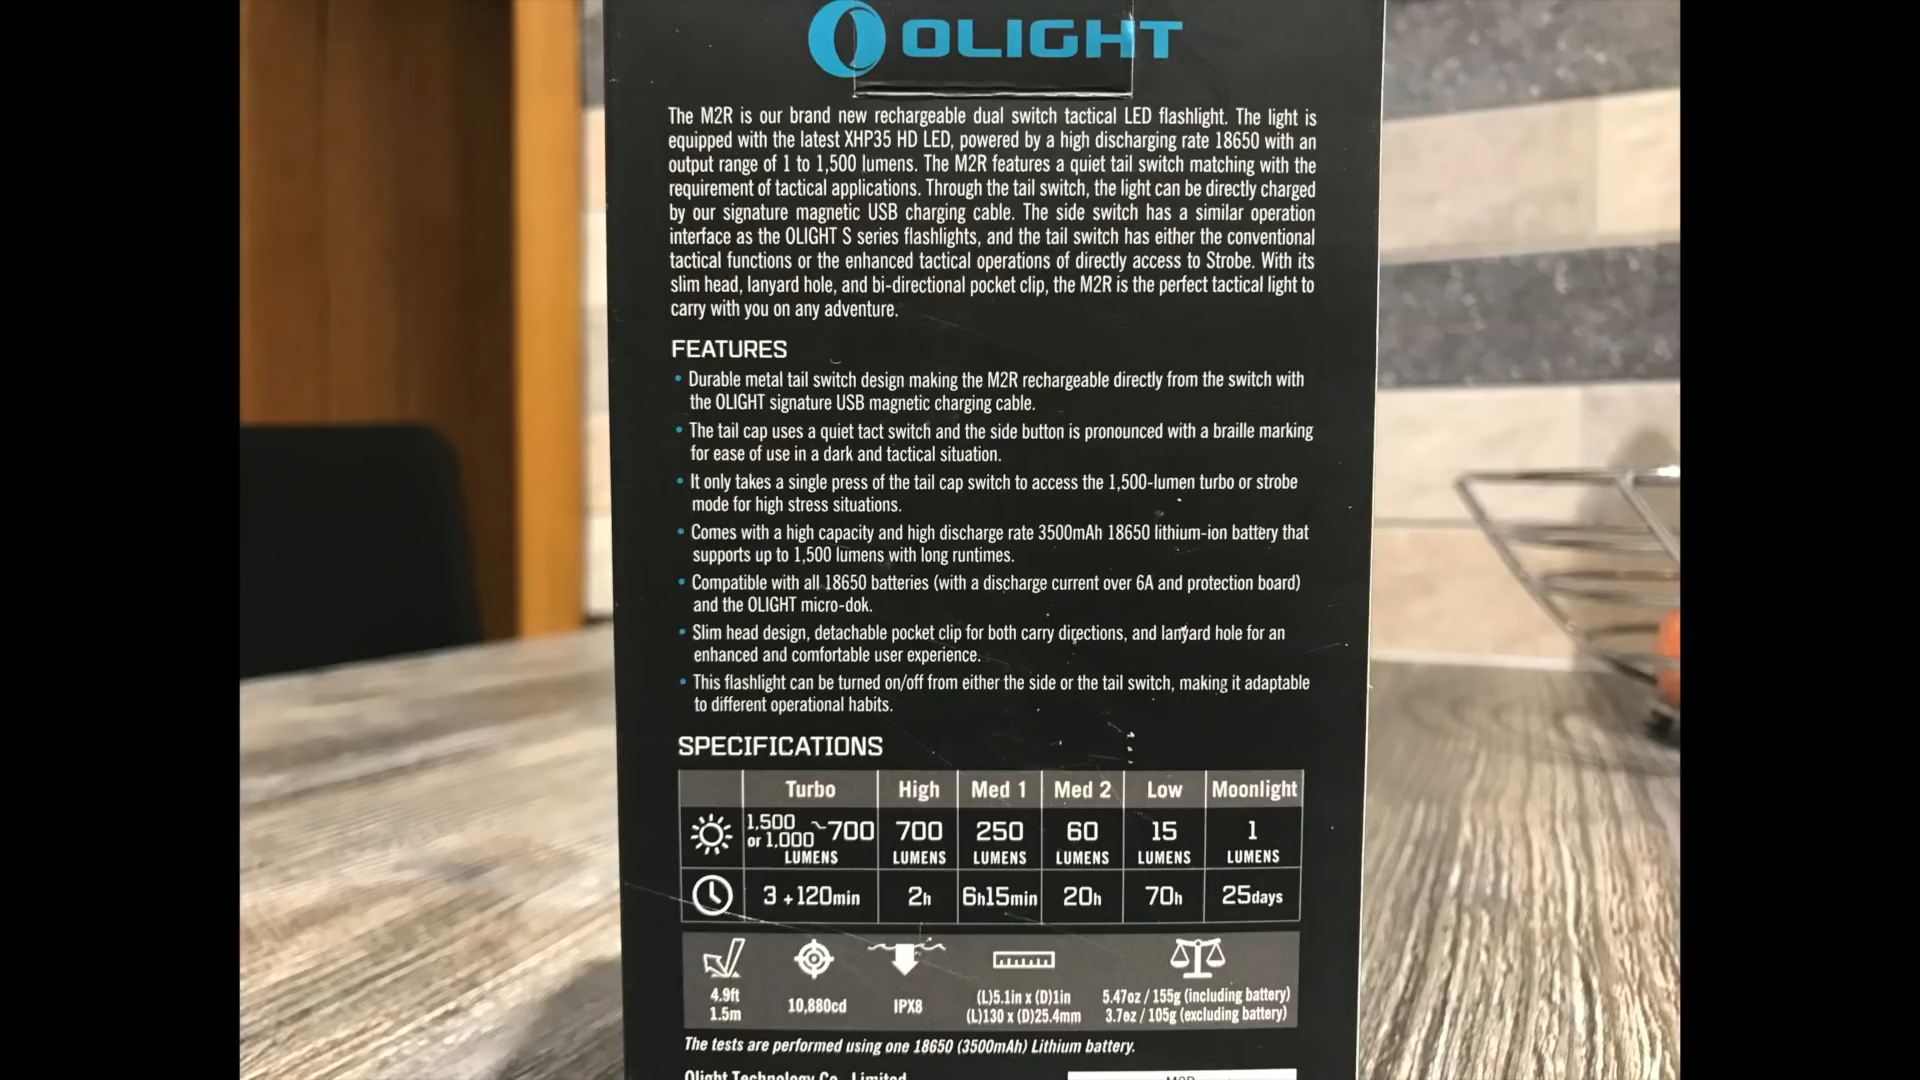 OLIGHT
The M2R is our brand new rechargeable dual switch tactical LED flashlight. The light is
equipped with the latest XHP35 HD LED, powered by a high discharging rate 18650 with an
output range of 1 to 1,500 lumens. The M2R features a quiet tail switch matching with the
requirement of tactical applications. Through the tail switch, the light can be directly charged
by our signature magnetic USB charging cable. The side switch has a similar operation
interface as the OLIGHT S series flashlights, and the tail switch has either the conventional
tactical functions or the enhanced tactical operations of directly access to Strobe. With its
slim head, lanyard hole, and bi-directional pocket clip, the M2R is the perfect tactical light to
carry with you on any adventure.
FEATURES
• Durable metal tail switch design making the M2R rechargeable directly from the switch with
the OLIGHT signature USB magnetic charging cable.
• The tail cap uses a quiet tact switch and the side button is pronounced with a braille marking
for ease of use in a dark and tactical situation.
• It only takes a single press of the tail cap switch to access the 1,500-lumen turbo or strobe
mode for high stress situations.
• Comes with a high capacity and high discharge rate 3500mAh 18650 lithium-ion battery that
supports up to 1,500 lumens with long runtimes.
• Compatible with all 18650 batteries (with a discharge current over 6A and protection board)
and the OLIGHT micro-dok.
• Slim head design, detachable pocket clip for both carry directions, and lanyard hole for an
enhanced and comfortable user experience.
• This flashlight can be turned on/off from either the side or the tail switch, making it adaptable
to different operational habits.
SPECIFICATIONS
Turbo High Med 1 Med 2 Low Moonlight
1,500 or 1,000 ~700 LUMENS 700 LUMENS 250 LUMENS 60 LUMENS 15 LUMENS 1 LUMENS
3 + 120min 2h 6h15min 20h 70h 25days
4.9ft 1.5m 10,880cd IPX8 (L)5.1in x (D)1in 5.47oz / 155g (including battery)
(L)130 x (D)25.4mm 3.7oz / 105g (excluding battery)
The tests are performed using one 18650 (3500mAh) Lithium battery.
Olight Technology Co., Limited
M2R